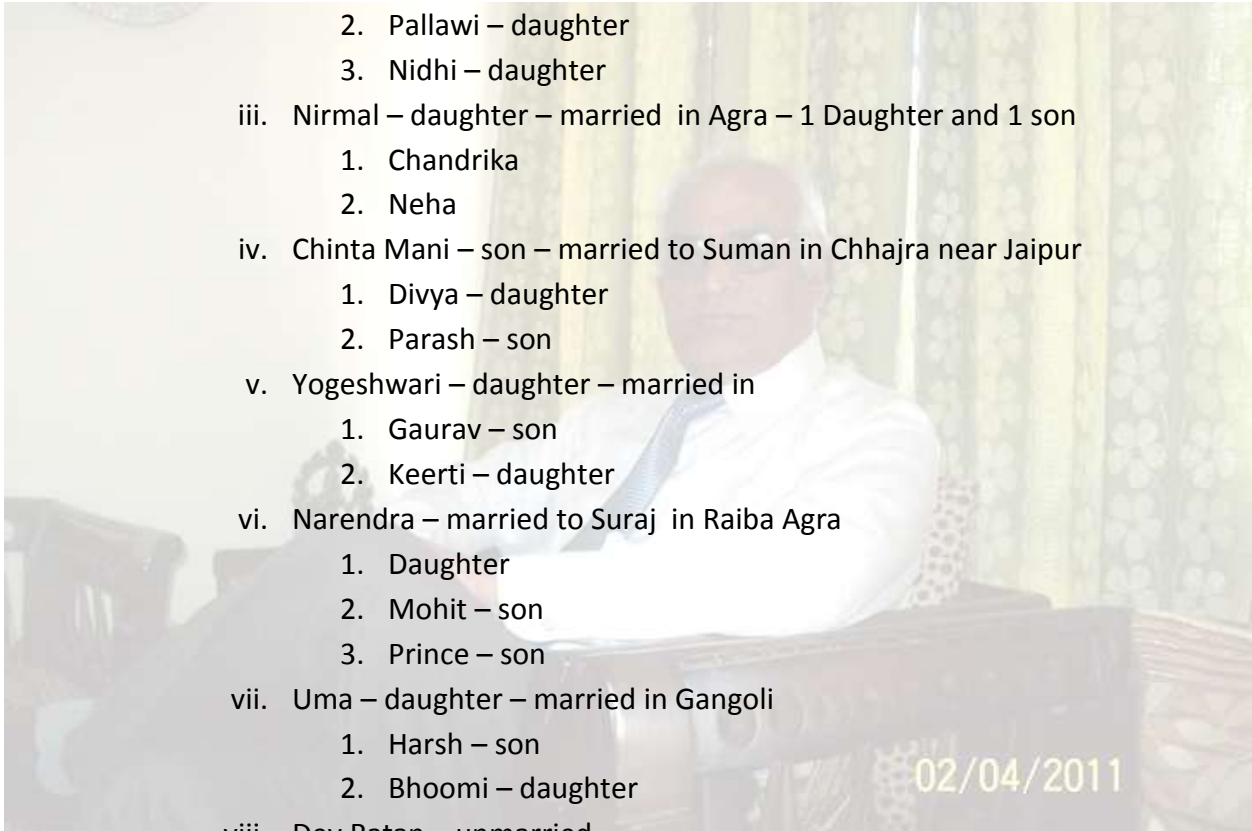 2. Pallawi – daughter
3. Nidhi – daughter
iii. Nirmal – daughter – married in Agra – 1 Daughter and 1 son
1. Chandrika
2. Neha
iv. Chinta Mani – son – married to Suman in Chhajra near Jaipur
1. Divya – daughter
2. Parash – son
v. Yogeshwari – daughter – married in
1. Gaurav – son
2. Keerti – daughter
vi. Narendra – married to Suraj in Raiba Agra
1. Daughter
2. Mohit – son
3. Prince – son
vii. Uma – daughter – married in Gangoli
1. Harsh – son
2. Bhoomi – daughter
02/04/2011
viii. Dev Ratan – unmarried